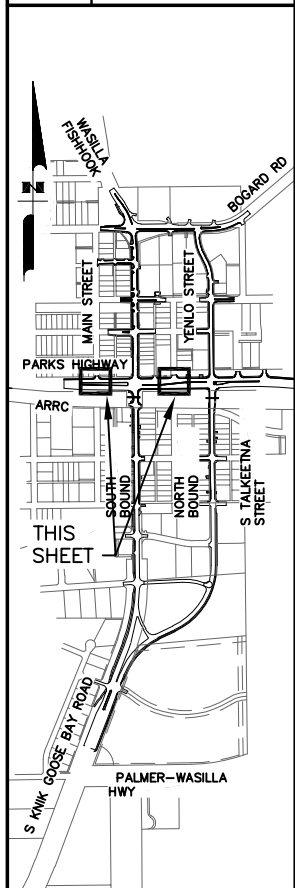 N
WASILLA
FISHHOOK
BOGARD RD
MAIN STREET
YENLO STREET
PARKS HIGHWAY
ARRC
SOUTH
BOUND
NORTH
BOUND
S TALKEETNA
STREET
THIS
SHEET
S KNIK GOOSE BAY ROAD
PALMER-WASILLA
HWY